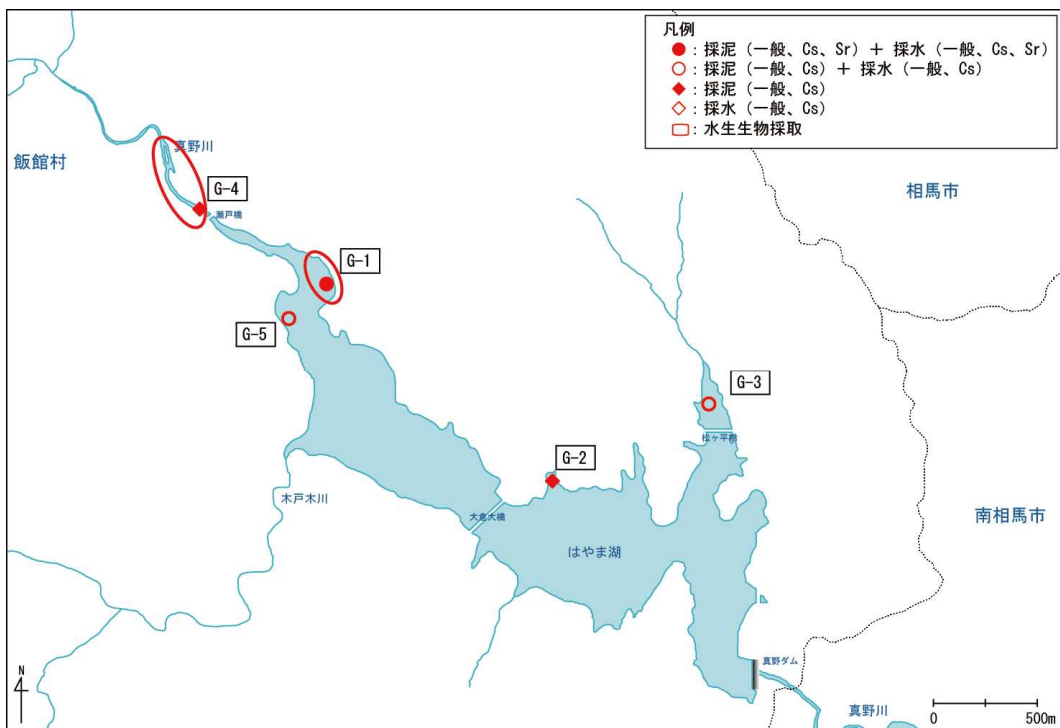 凡例
●：採泥（一般、Cs、Sr）＋ 採水（一般、Cs、Sr）
○：採泥（一般、Cs）＋ 採水（一般、Cs）
◆：採泥（一般、Cs）
◇：採水（一般、Cs）
：水生生物採取
真野川
飯館村
G-4
瀬戸橋
相馬市
G-1
G-5
G-3
松ヶ平橋
G-2
木戸木川
大倉大橋
南相馬市
はやま湖
真野ダム
N
真野川
0 500m